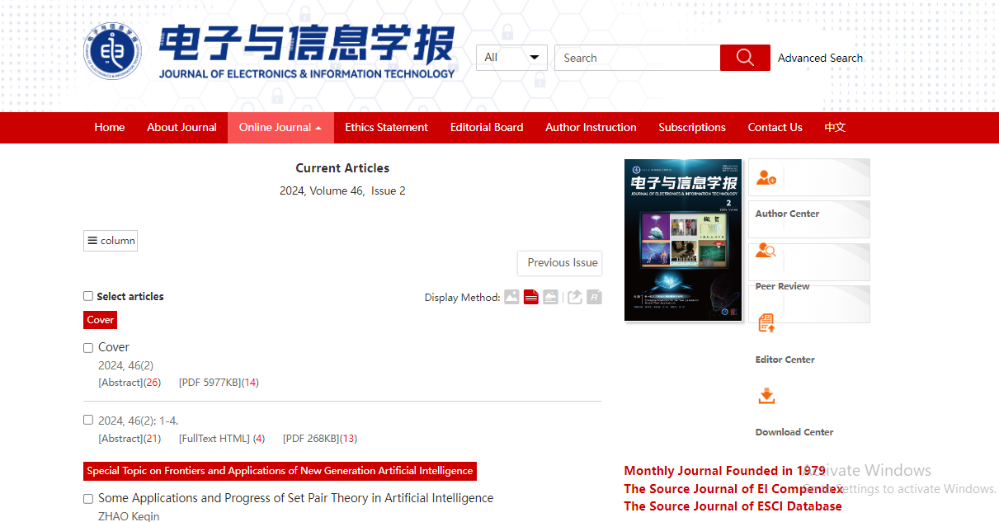 电子与信息学报
JOURNAL OF ELECTRONICS & INFORMATION TECHNOLOGY
All
Search
Advanced Search
Home About Journal Online Journal Ethics Statement Editorial Board Author Instruction Subscriptions Contact Us 中文
Current Articles
2024, Volume 46, Issue 2
column
Previous Issue
Select articles
Display Method:
R
Cover
Cover
2024, 46(2)
[Abstract](26) [PDF 5977KB](14)
2024, 46(2): 1-4.
[Abstract](21) [FullText HTML] (4) [PDF 268KB](13)
Special Topic on Frontiers and Applications of New Generation Artificial Intelligence
Some Applications and Progress of Set Pair Theory in Artificial Intelligence
ZHAO Keqin
电子与信息学报
JOURNAL OF ELECTRONICS & INFORMATION TECHNOLOGY
2
Author Center
Peer Review
Editor Center
Download Center
Monthly Journal Founded in 1979
The Source Journal of EI Compendex
The Source Journal of ESCI Database
Activate Windows
Go to Settings to activate Windows.